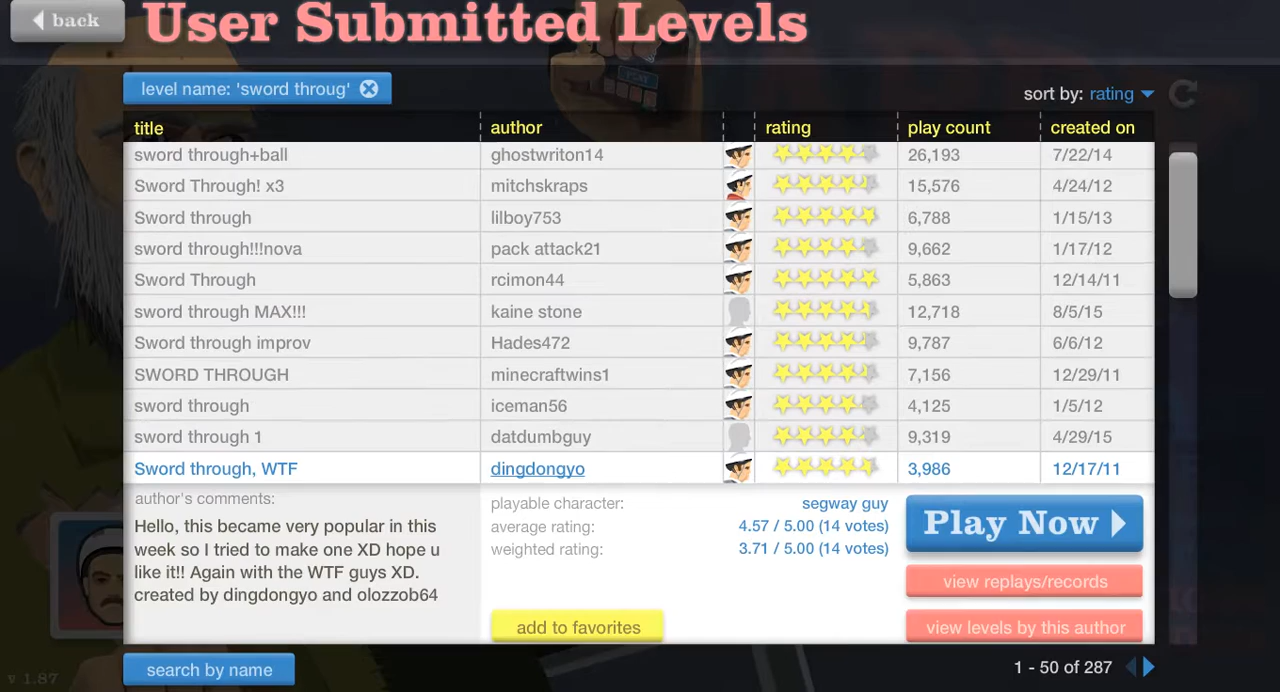 back
User Submitted Levels
level name: 'sword throug'
sort by: rating
title author rating play count created on
sword through+ball ghostwriton14 26,193 7/22/14
Sword Through! x3 mitchskraps 15,576 4/24/12
Sword through lilboy753 6,788 1/15/13
sword through!!!nova pack attack21 9,662 1/17/12
Sword Through rcimon44 5,863 12/14/11
sword through MAX!!! kaine stone 12,718 8/5/15
Sword through improv Hades472 9,787 6/6/12
SWORD THROUGH minecraftwins1 7,156 12/29/11
sword through iceman56 4,125 1/5/12
sword through 1 datdumbguy 9,319 4/29/15
Sword through, WTF dingdongyo 3,986 12/17/11
author's comments:
Hello, this became very popular in this
week so I tried to make one XD hope u
like it!! Again with the WTF guys XD.
created by dingdongyo and olozzob64
playable character: segway guy
average rating: 4.57 / 5.00 (14 votes)
weighted rating: 3.71 / 5.00 (14 votes)
add to favorites
Play Now
view replays/records
view levels by this author
v 1.87
search by name
1 - 50 of 287